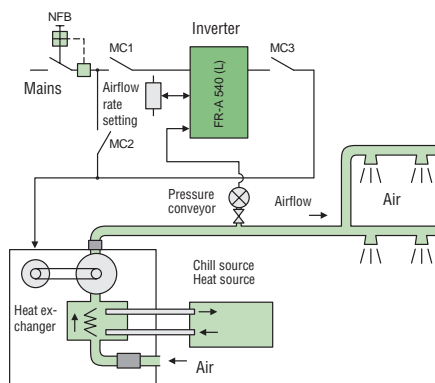 NFB
Inverter
MC1
MC3
Mains
Airflow
rate
setting
FR-A 540 (L)
MC2
Pressure
conveyor
Airflow
Air
Chill source
Heat source
Heat ex-
changer
Air